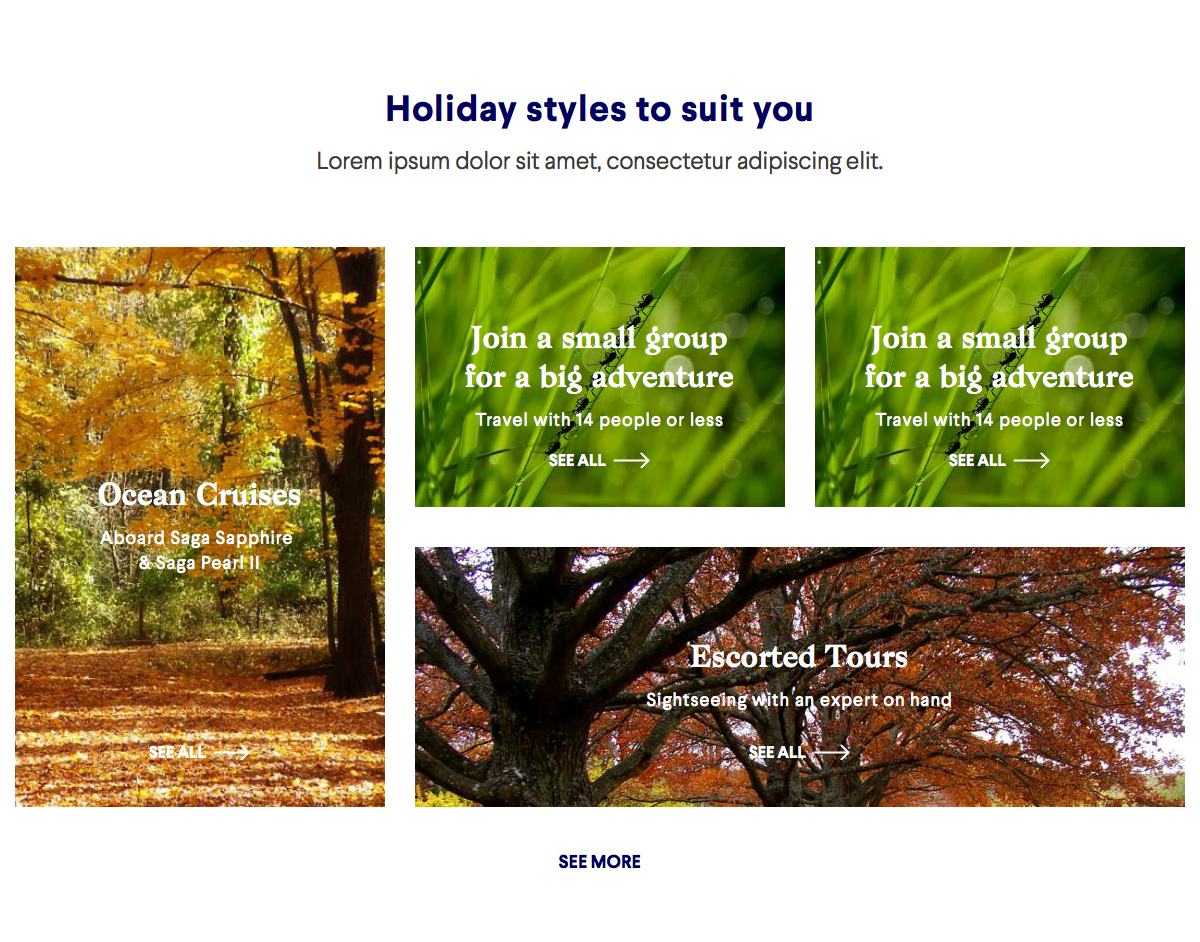 Holiday styles to suit you
Lorem ipsum dolor sit amet, consectetur adipiscing elit.
Ocean Cruises
Aboard Saga Sapphire
& Saga Pearl II
SEE ALL
Join a small group
for a big adventure
Travel with 14 people or less
SEE ALL
Join a small group
for a big adventure
Travel with 14 people or less
SEE ALL
Escorted Tours
Sightseeing with an expert on hand
SEE ALL
SEE MORE